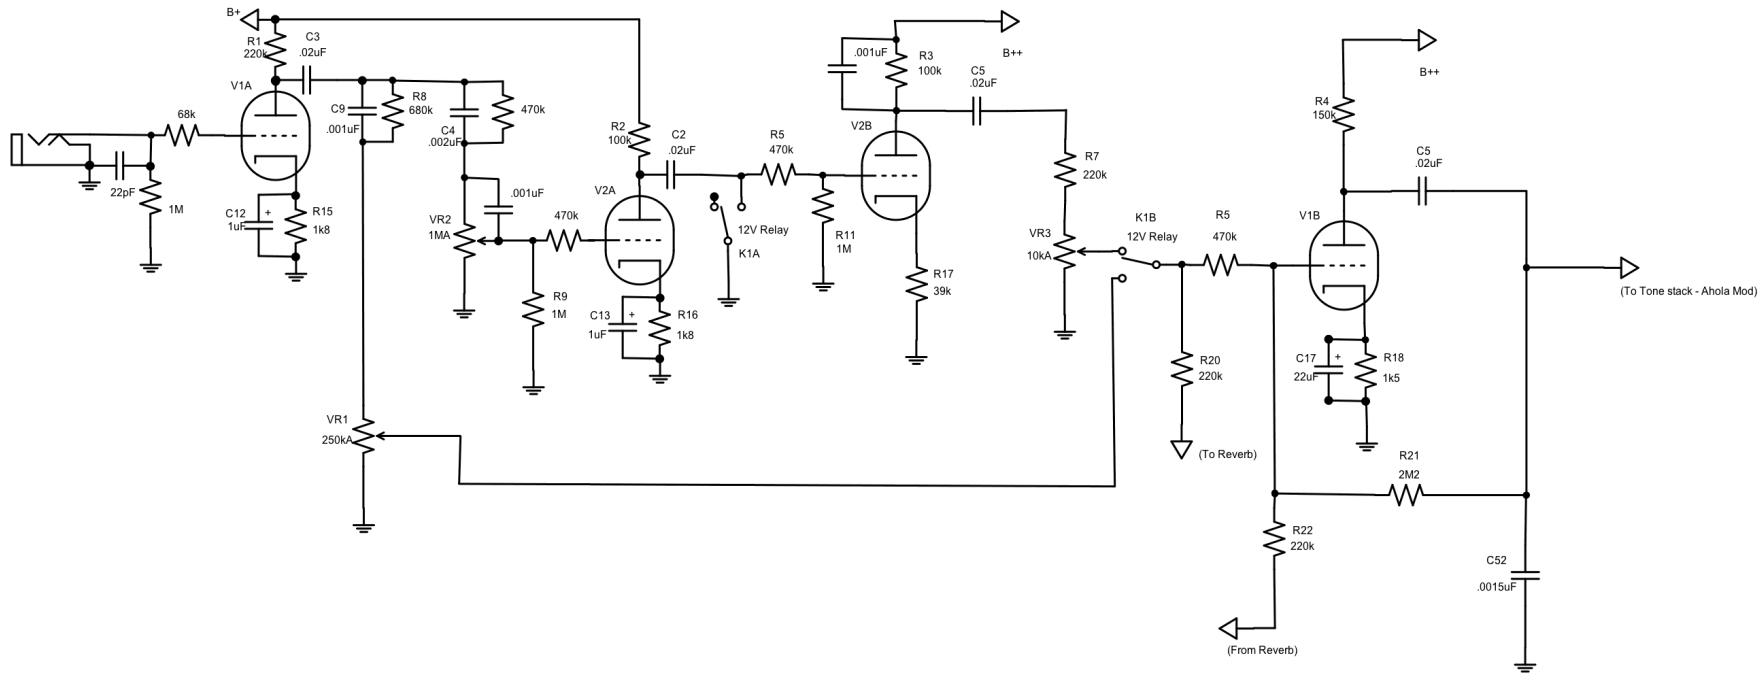 B+
R1
220k
C3
.02uF
V1A
68k
22pF
1M
C12
+
1uF
R15
1k8
C9
.001uF
R8
680k
C4
.002uF
470k
VR2
1MA
.001uF
470k
R9
1M
VR1
250kA
R2
100k
C2
.02uF
V2A
C13
+
1uF
R16
1k8
12V Relay
K1A
R5
470k
R11
1M
.001uF
R3
100k
B++
V2B
C5
.02uF
R17
39k
R7
220k
VR3
10kA
K1B
12V Relay
R5
470k
R20
220k
(To Reverb)
B++
R4
150k
C5
.02uF
V1B
C17
+
22uF
R18
1k5
(To Tone stack - Ahola Mod)
R21
2M2
R22
220k
(From Reverb)
C52
.0015uF